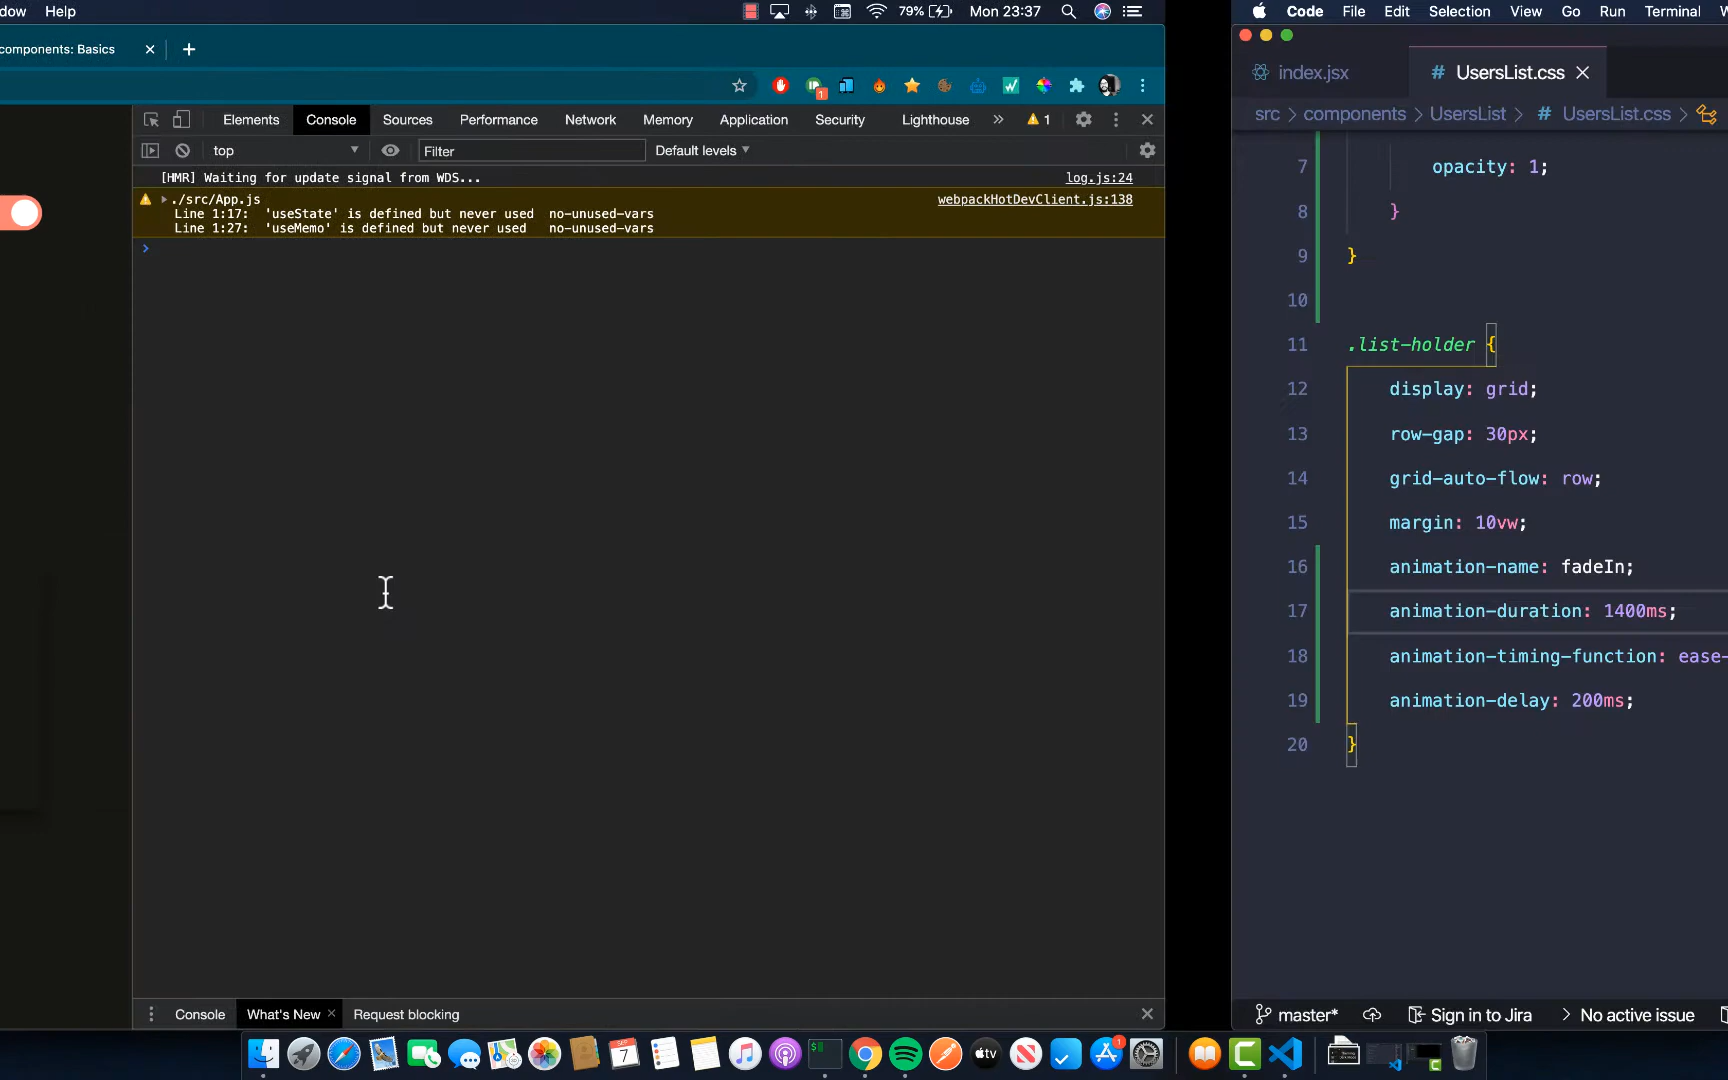 dow Help 79% Mon 23:37
components: Basics
Elements Console Sources Performance Network Memory Application Security Lighthouse » 1
top Filter Default levels
[HMR] Waiting for update signal from WDS... log.js:24
./src/App.js webpackHotDevClient.js:138
Line 1:17: 'useState' is defined but never used no-unused-vars
Line 1:27: 'useMemo' is defined but never used no-unused-vars
Console What's New Request blocking
Code File Edit Selection View Go Run Terminal
index.jsx # UsersList.css
src > components > UsersList > # UsersList.css >
7 opacity: 1;
8 }
9 }
10
11 .list-holder {
12 display: grid;
13 row-gap: 30px;
14 grid-auto-flow: row;
15 margin: 10vw;
16 animation-name: fadeIn;
17 animation-duration: 1400ms;
18 animation-timing-function: ease-
19 animation-delay: 200ms;
20 }
master* Sign in to Jira No active issue
SEP
7
tv
1